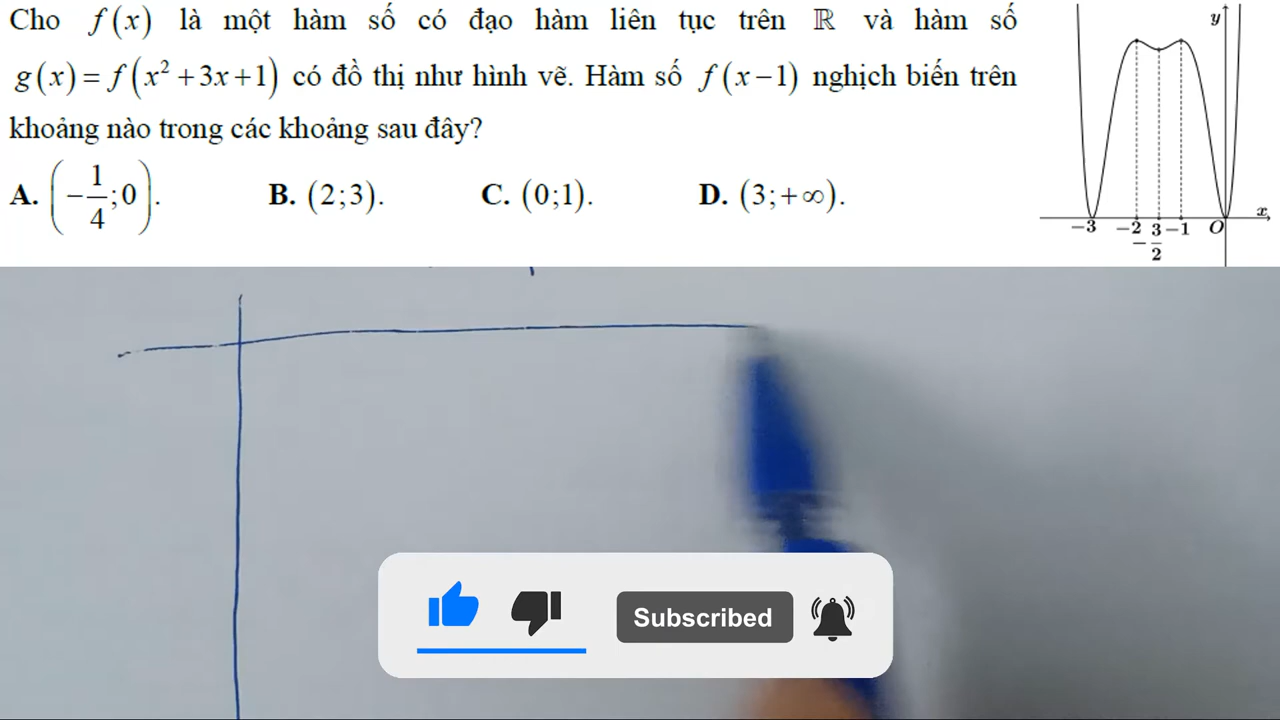 Cho f(x) là một hàm số có đạo hàm liên tục trên ℝ và hàm số
g(x) = f(x² + 3x + 1) có đồ thị như hình vẽ. Hàm số f(x − 1) nghịch biến trên
khoảng nào trong các khoảng sau đây?
A. (−1/4; 0). B. (2; 3). C. (0; 1). D. (3; +∞).
y
x
−3 −2 −3/2 −1 O
Subscribed